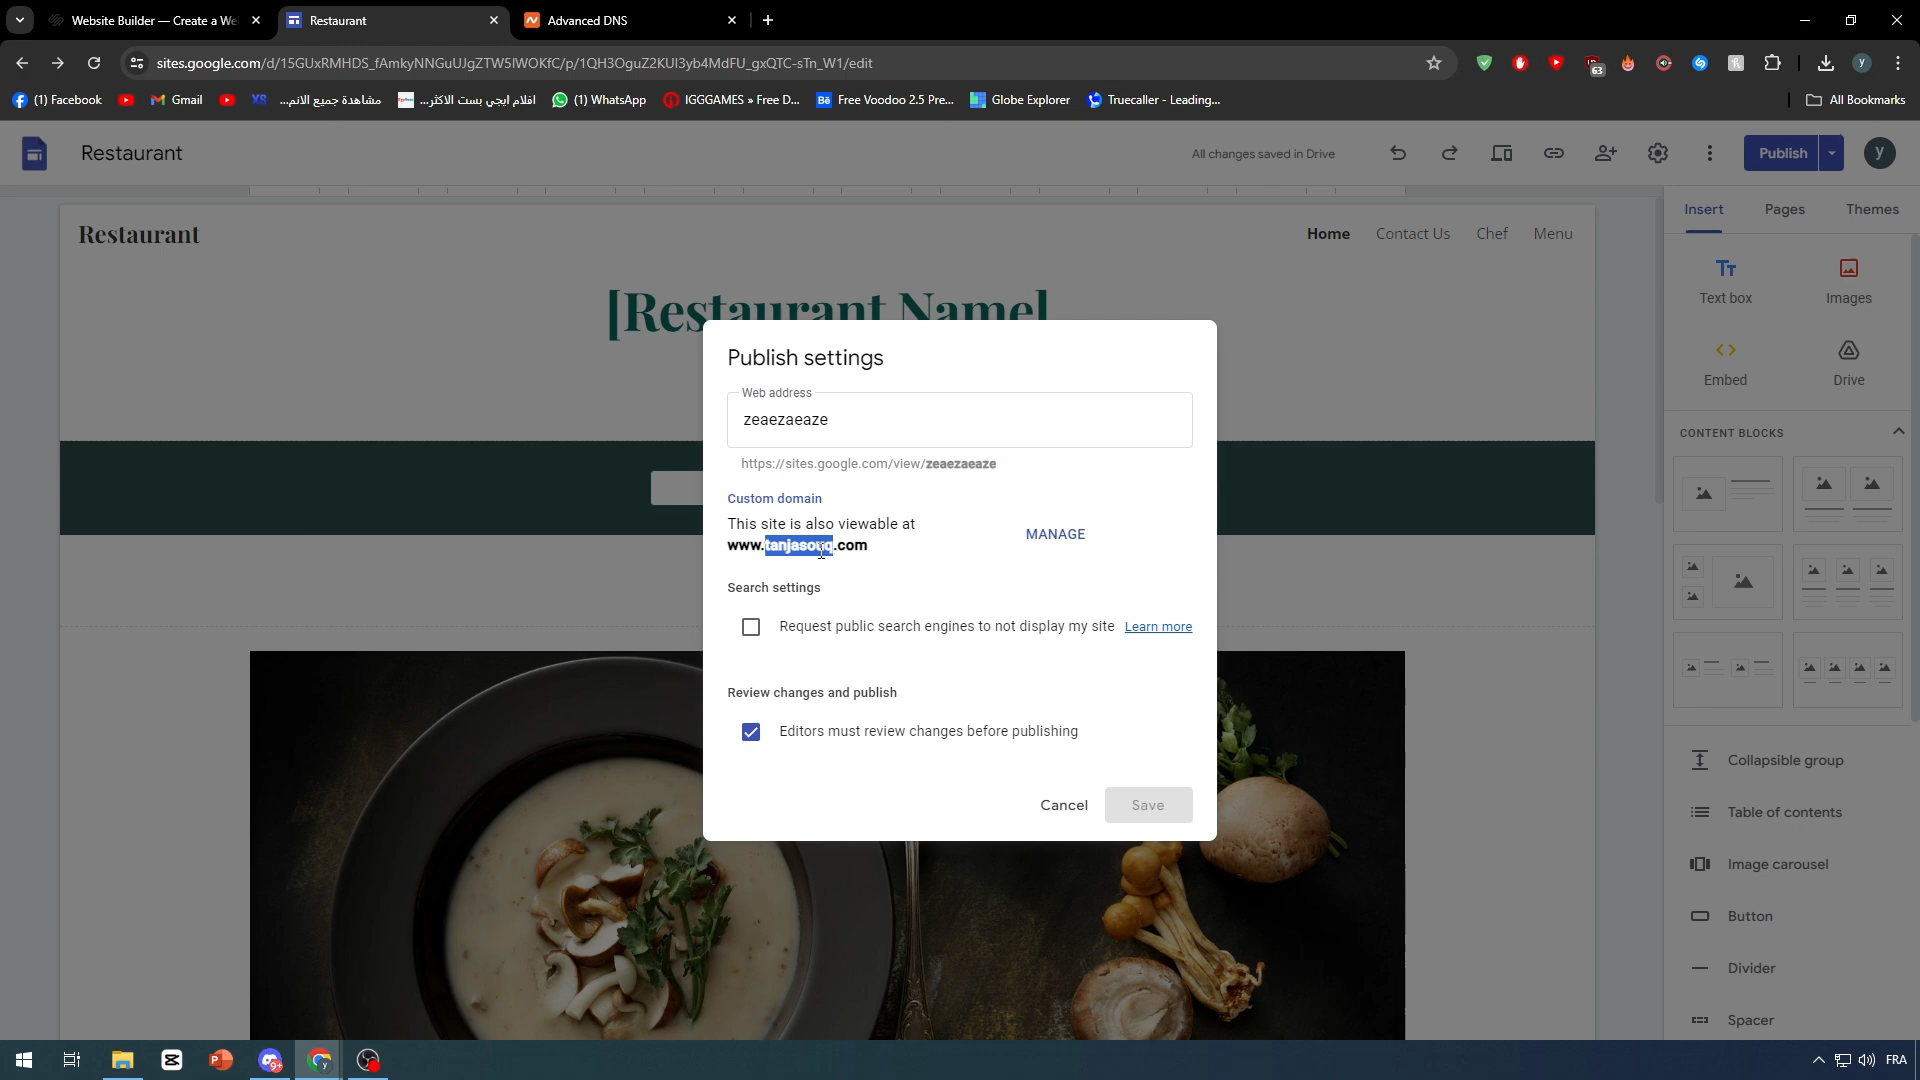 Website Builder — Create a We
Restaurant
Advanced DNS
sites.google.com/d/15GUxRMHDS_fAmkyNNGuUJgZTW5IWOKfC/p/1QH3OguZ2KUI3yb4MdFU_gxQTC-sTn_W1/edit
63
y
(1) Facebook
Gmail
XS
مشاهدة جميع الانم...
افلام ايجي بست الاكثر...
(1) WhatsApp
IGGGAMES » Free D...
Bē Free Voodoo 2.5 Pre...
Globe Explorer
Truecaller - Leading...
All Bookmarks
Restaurant
All changes saved in Drive
Publish
y
Restaurant
Home
Contact Us
Chef
Menu
Insert
Pages
Themes
[Restaurant Name]
Text box
Images
Embed
Drive
CONTENT BLOCKS
Publish settings
Web address
zeaezaeaze
https://sites.google.com/view/zeaezaeaze
Custom domain
This site is also viewable at
www.tanjasouq.com
MANAGE
Search settings
Request public search engines to not display my site Learn more
Review changes and publish
Editors must review changes before publishing
Cancel
Save
Collapsible group
Table of contents
Image carousel
Button
Divider
Spacer
9+
FRA